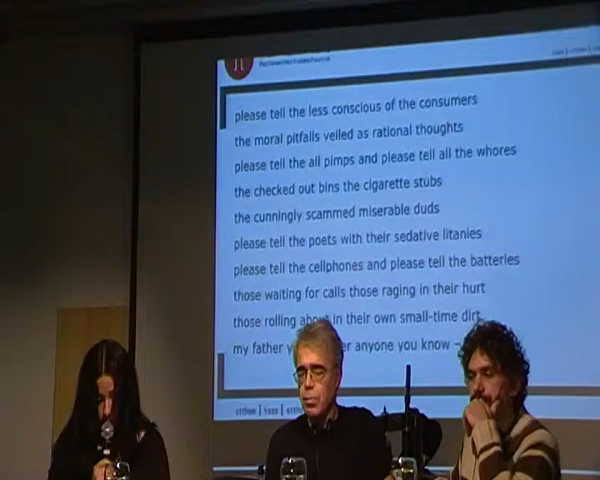 please tell the less conscious of the consumers
the moral pitfalls veiled as rational thoughts
please tell the all pimps and please tell all the whores
the checked out bins the cigarette stubs
the cunningly scammed miserable duds
please tell the poets with their sedative litanies
please tell the cellphones and please tell the batteries
those waiting for calls those raging in their hurt
those rolling about in their own small-time dirt
my father anyone you know –